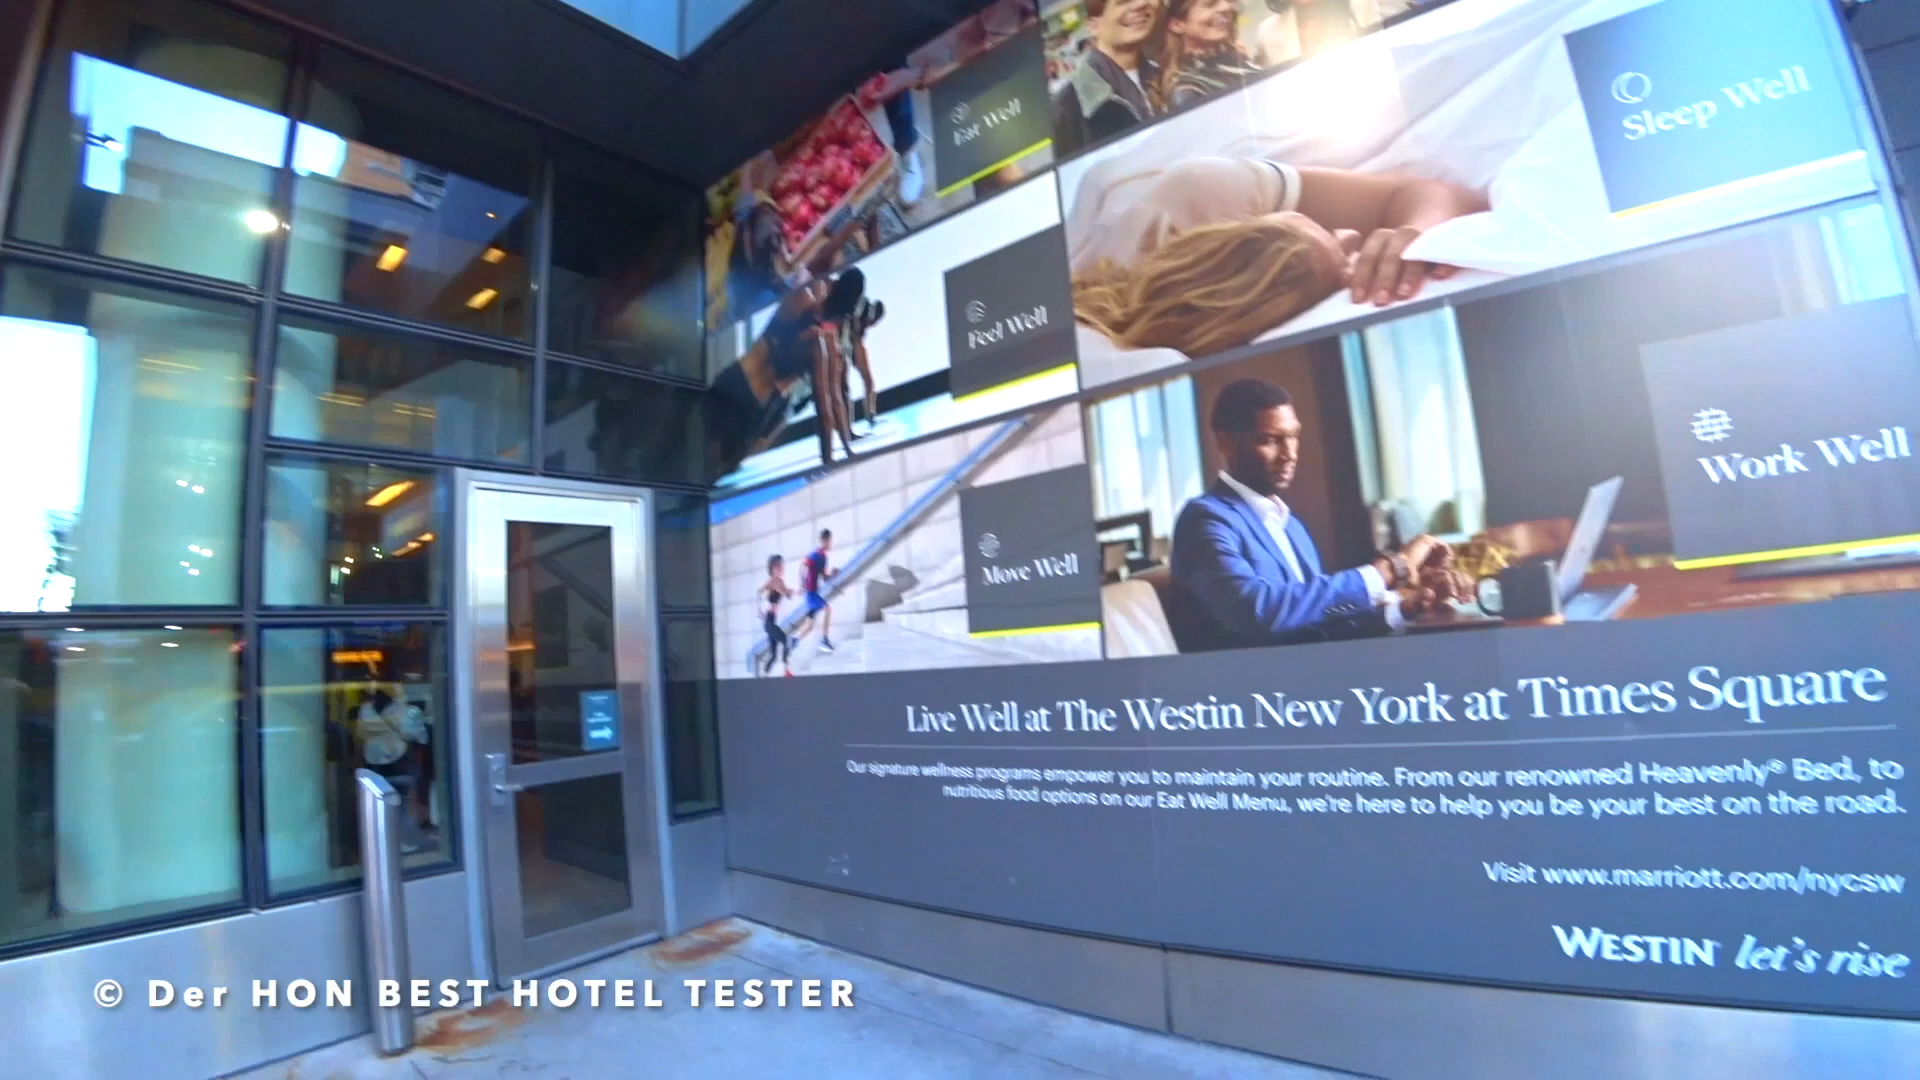 Eat Well
Sleep Well
Feel Well
Work Well
Move Well
Live Well at The Westin New York at Times Square
Our signature wellness programs empower you to maintain your routine. From our renowned Heavenly® Bed, to
nutritious food options on our Eat Well Menu, we're here to help you be your best on the road.
Visit www.marriott.com/nycsw
WESTIN let's rise
© Der HON BEST HOTEL TESTER